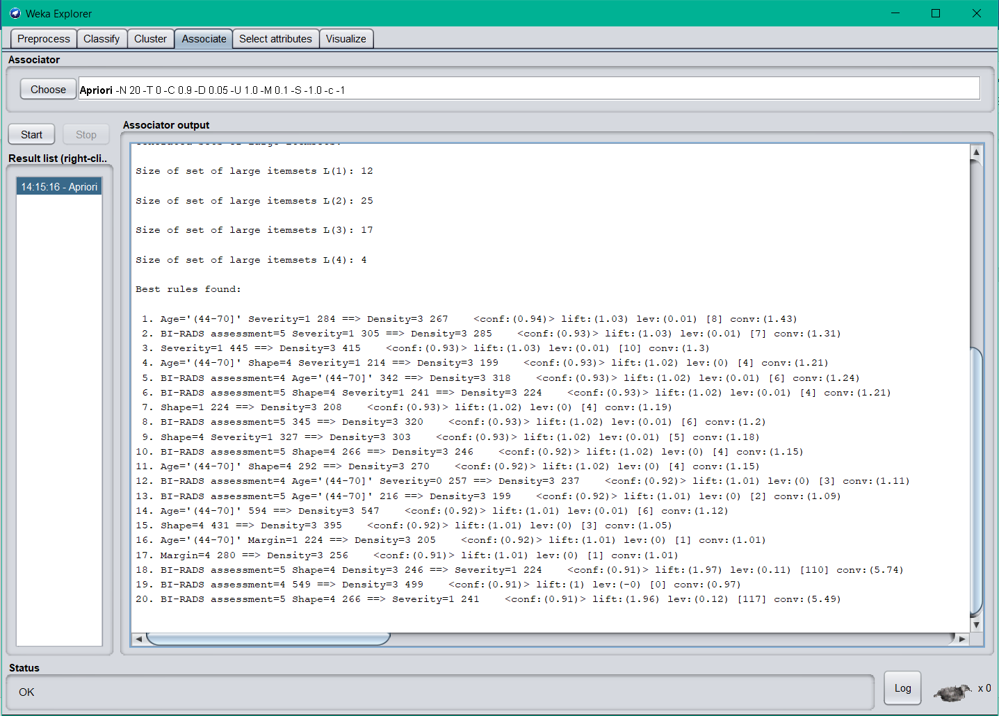 Weka Explorer
Preprocess Classify Cluster Associate Select attributes Visualize
Associator
Choose Apriori -N 20 -T 0 -C 0.9 -D 0.05 -U 1.0 -M 0.1 -S -1.0 -c -1
Start Stop
Associator output
Result list (right-cli..
14:15:16 - Apriori
Size of set of large itemsets L(1): 12
Size of set of large itemsets L(2): 25
Size of set of large itemsets L(3): 17
Size of set of large itemsets L(4): 4
Best rules found:
1. Age='(44-70]' Severity=1 284 ==> Density=3 267    <conf:(0.94)> lift:(1.03) lev:(0.01) [8] conv:(1.43)
2. BI-RADS assessment=5 Severity=1 305 ==> Density=3 285    <conf:(0.93)> lift:(1.03) lev:(0.01) [7] conv:(1.31)
3. Severity=1 445 ==> Density=3 415    <conf:(0.93)> lift:(1.03) lev:(0.01) [10] conv:(1.3)
4. Age='(44-70]' Shape=4 Severity=1 214 ==> Density=3 199    <conf:(0.93)> lift:(1.02) lev:(0) [4] conv:(1.21)
5. BI-RADS assessment=4 Age='(44-70]' 342 ==> Density=3 318    <conf:(0.93)> lift:(1.02) lev:(0.01) [6] conv:(1.24)
6. BI-RADS assessment=5 Shape=4 Severity=1 241 ==> Density=3 224    <conf:(0.93)> lift:(1.02) lev:(0.01) [4] conv:(1.21)
7. Shape=1 224 ==> Density=3 208    <conf:(0.93)> lift:(1.02) lev:(0) [4] conv:(1.19)
8. BI-RADS assessment=5 345 ==> Density=3 320    <conf:(0.93)> lift:(1.02) lev:(0.01) [6] conv:(1.2)
9. Shape=4 Severity=1 327 ==> Density=3 303    <conf:(0.93)> lift:(1.02) lev:(0.01) [5] conv:(1.18)
10. BI-RADS assessment=5 Shape=4 266 ==> Density=3 246    <conf:(0.92)> lift:(1.02) lev:(0) [4] conv:(1.15)
11. Age='(44-70]' Shape=4 292 ==> Density=3 270    <conf:(0.92)> lift:(1.02) lev:(0) [4] conv:(1.15)
12. BI-RADS assessment=4 Age='(44-70]' Severity=0 257 ==> Density=3 237    <conf:(0.92)> lift:(1.01) lev:(0) [3] conv:(1.11)
13. BI-RADS assessment=5 Age='(44-70]' 216 ==> Density=3 199    <conf:(0.92)> lift:(1.01) lev:(0) [2] conv:(1.09)
14. Age='(44-70]' 594 ==> Density=3 547    <conf:(0.92)> lift:(1.01) lev:(0.01) [6] conv:(1.12)
15. Shape=4 431 ==> Density=3 395    <conf:(0.92)> lift:(1.01) lev:(0) [3] conv:(1.05)
16. Age='(44-70]' Margin=1 224 ==> Density=3 205    <conf:(0.92)> lift:(1.01) lev:(0) [1] conv:(1.01)
17. Margin=4 280 ==> Density=3 256    <conf:(0.91)> lift:(1.01) lev:(0) [1] conv:(1.01)
18. BI-RADS assessment=5 Shape=4 Density=3 246 ==> Severity=1 224    <conf:(0.91)> lift:(1.97) lev:(0.11) [110] conv:(5.74)
19. BI-RADS assessment=4 549 ==> Density=3 499    <conf:(0.91)> lift:(1) lev:(-0) [0] conv:(0.97)
20. BI-RADS assessment=5 Shape=4 266 ==> Severity=1 241    <conf:(0.91)> lift:(1.96) lev:(0.12) [117] conv:(5.49)
Status
OK
Log
x 0